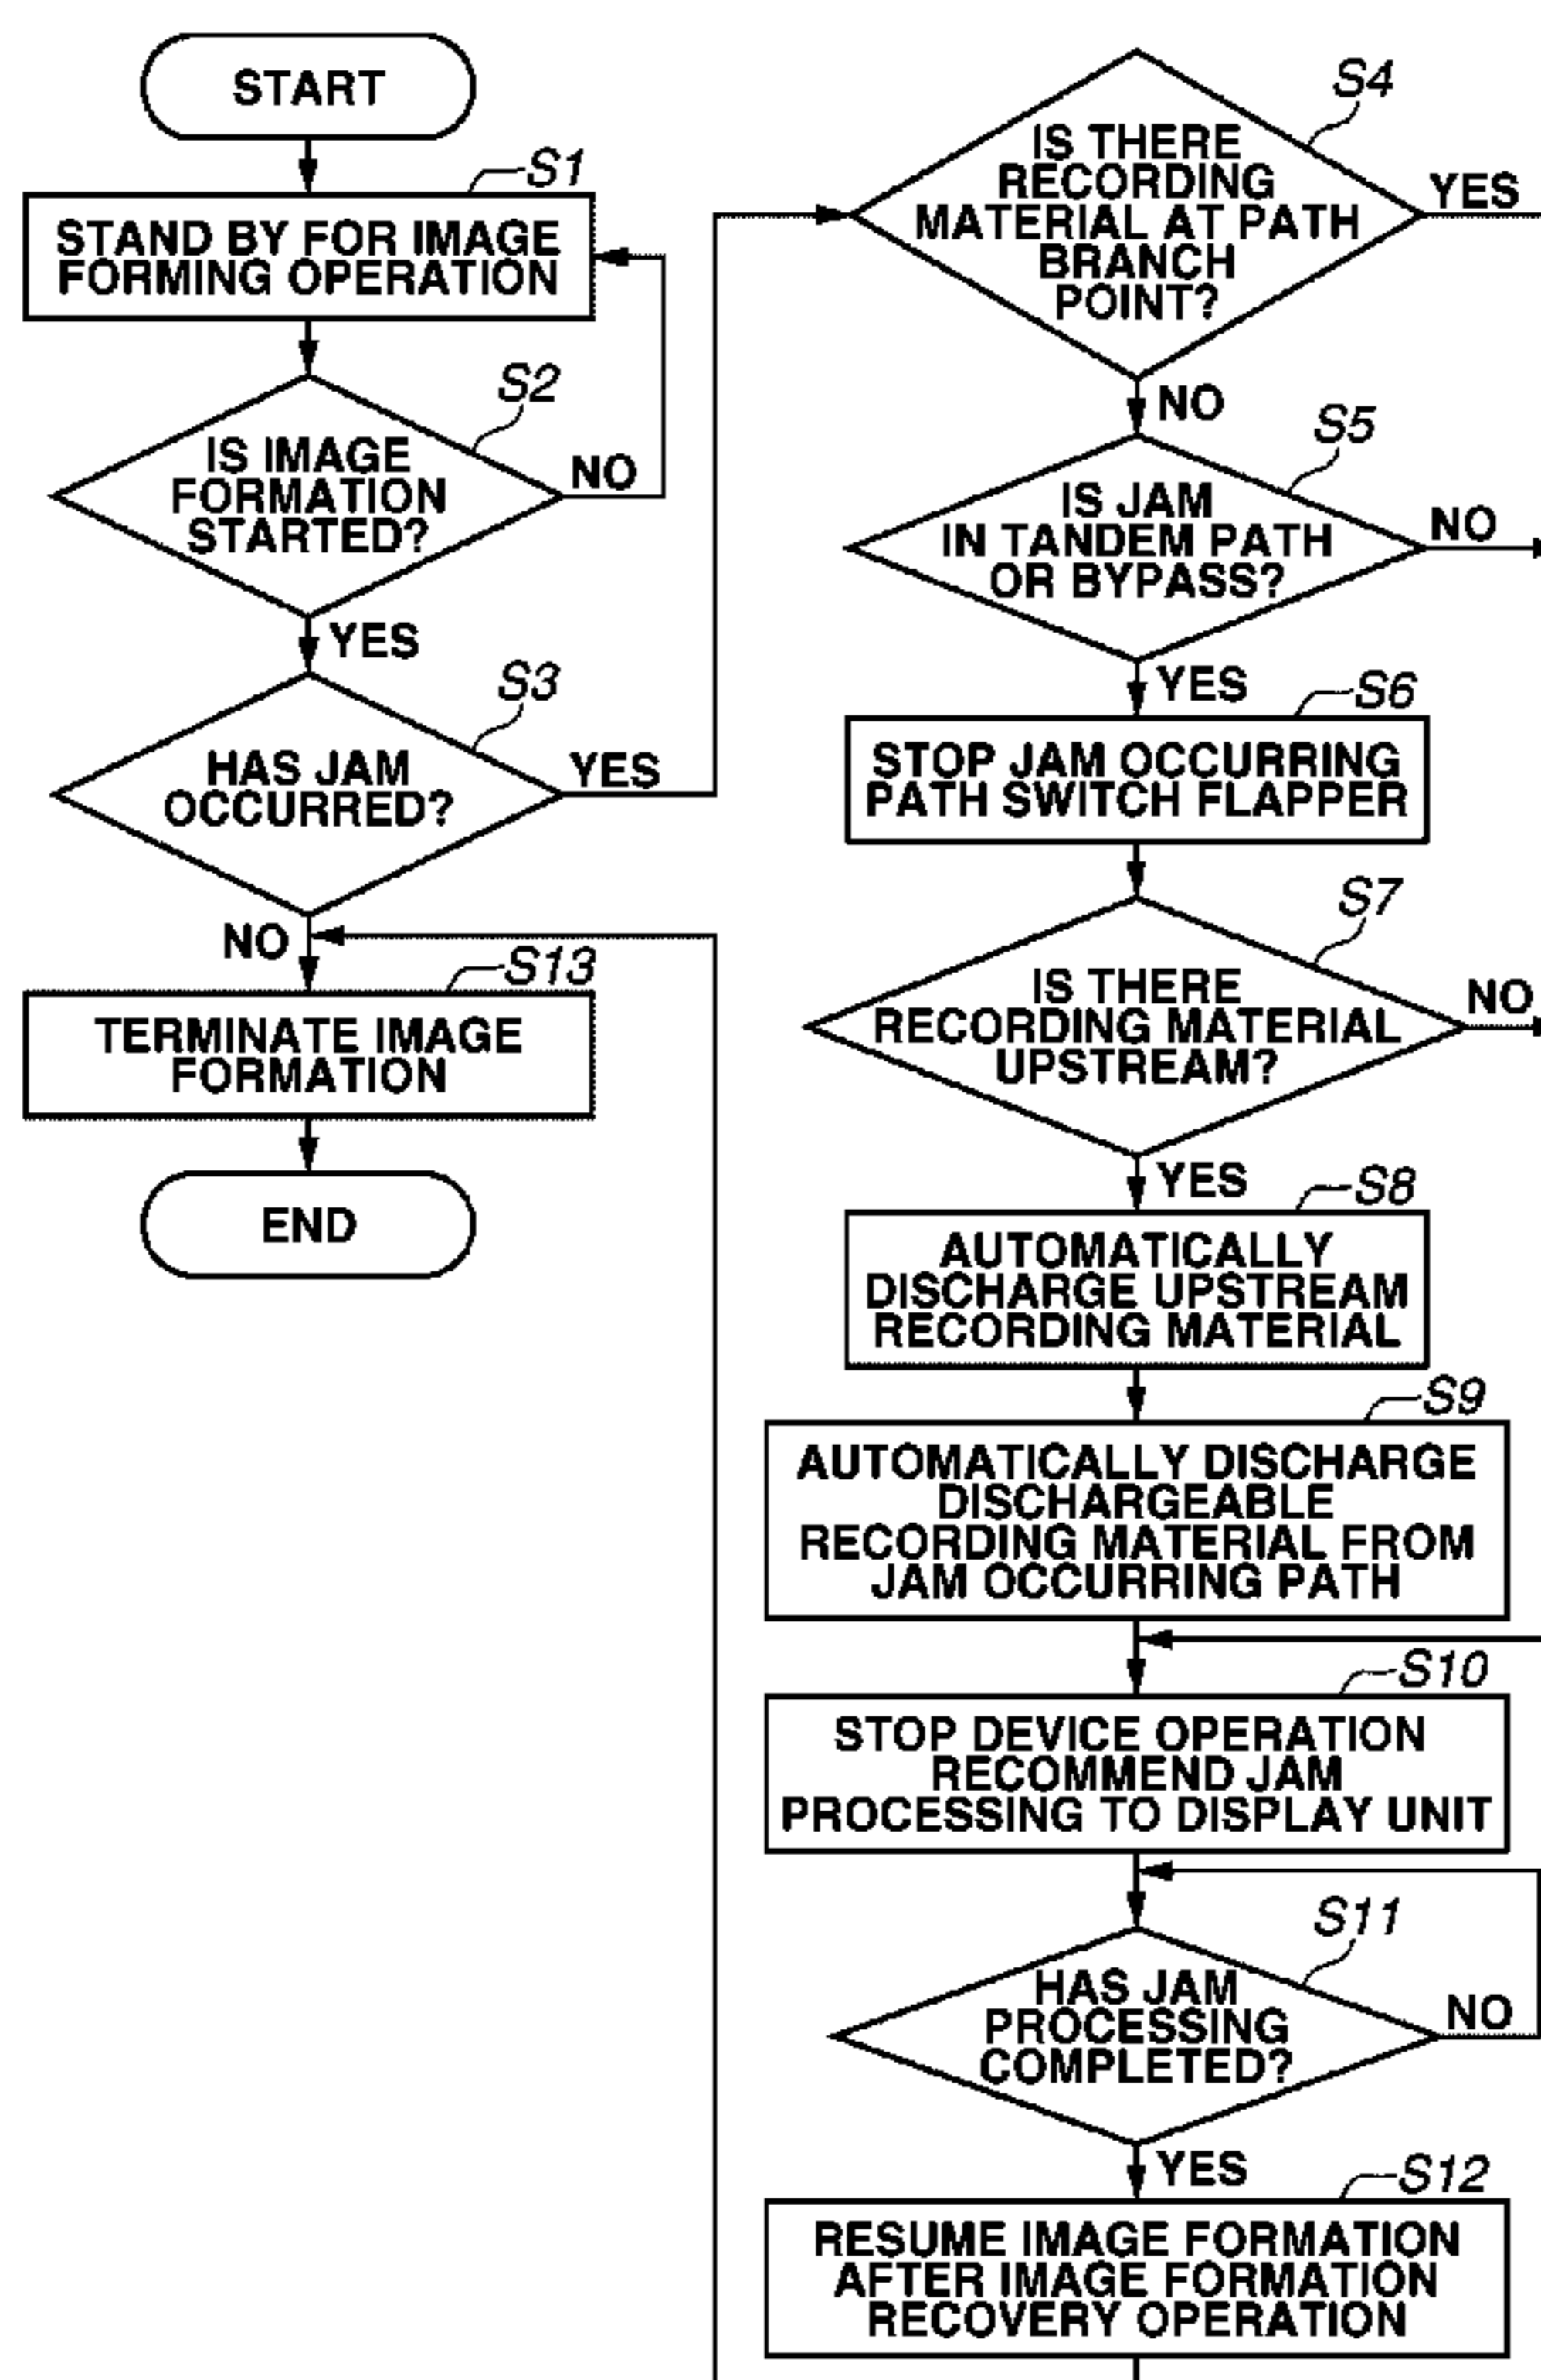 START
S1
STAND BY FOR IMAGE
FORMING OPERATION
S2
IS IMAGE
FORMATION
STARTED?
NO
YES
S3
HAS JAM
OCCURRED?
YES
NO
S13
TERMINATE IMAGE
FORMATION
END
S4
IS THERE
RECORDING
MATERIAL AT PATH
BRANCH
POINT?
YES
NO
S5
IS JAM
IN TANDEM PATH
OR BYPASS?
NO
YES
S6
STOP JAM OCCURRING
PATH SWITCH FLAPPER
S7
IS THERE
RECORDING MATERIAL
UPSTREAM?
NO
YES
S8
AUTOMATICALLY
DISCHARGE UPSTREAM
RECORDING MATERIAL
S9
AUTOMATICALLY DISCHARGE
DISCHARGEABLE
RECORDING MATERIAL FROM
JAM OCCURRING PATH
S10
STOP DEVICE OPERATION
RECOMMEND JAM
PROCESSING TO DISPLAY UNIT
S11
HAS JAM
PROCESSING
COMPLETED?
NO
YES
S12
RESUME IMAGE FORMATION
AFTER IMAGE FORMATION
RECOVERY OPERATION